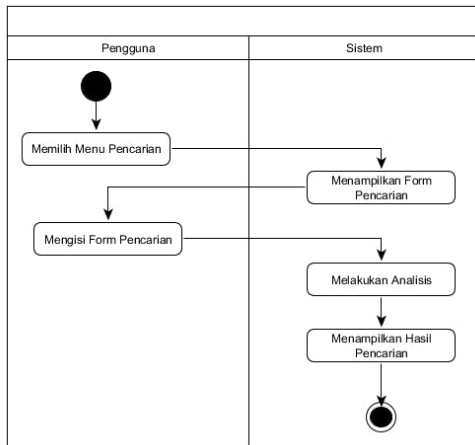 Pengguna
Sistem
Memilih Menu Pencarian
Menampilkan Form
Pencarian
Mengisi Form Pencarian
Melakukan Analisis
Menampilkan Hasil
Pencarian